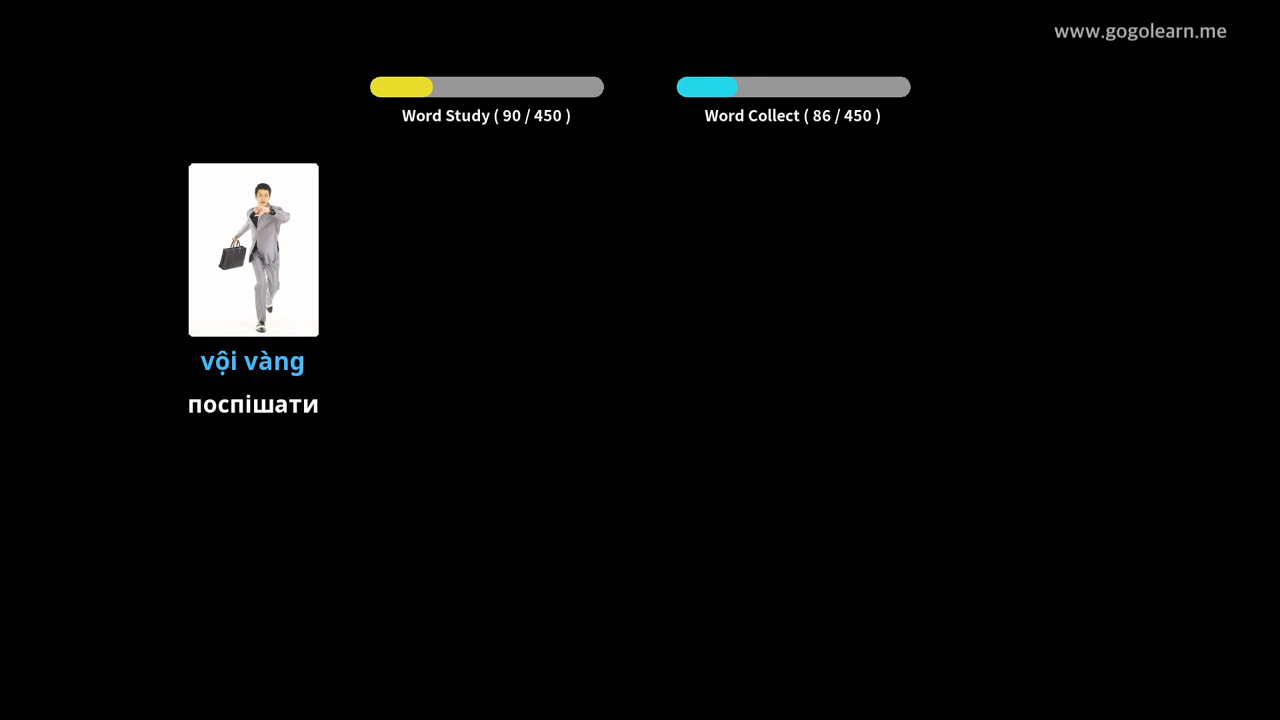 www.gogolearn.me
Word Study ( 90 / 450 )
Word Collect ( 86 / 450 )
vội vàng
поспішати